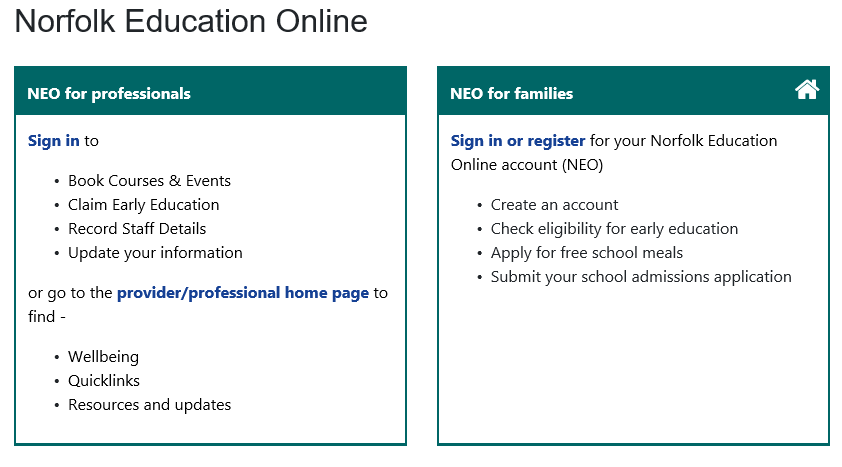 Norfolk Education Online
NEO for professionals
Sign in to
• Book Courses & Events
• Claim Early Education
• Record Staff Details
• Update your information
or go to the provider/professional home page to
find -
• Wellbeing
• Quicklinks
• Resources and updates
NEO for families
Sign in or register for your Norfolk Education
Online account (NEO)
• Create an account
• Check eligibility for early education
• Apply for free school meals
• Submit your school admissions application